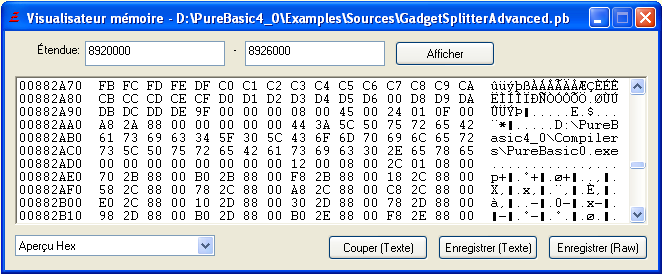 Visualisateur mémoire - D:\PureBasic4_0\Examples\Sources\GadgetSplitterAdvanced.pb
Étendue: 8920000 - 8926000 Afficher
00882A70 FB FC FD FE DF C0 C1 C2 C3 C4 C5 C6 C7 C8 C9 CA ûüýþßÀÁÂÃÄÅÆÇÈÉÊ
00882A80 CB CC CD CE CF D0 D1 D2 D3 D4 D5 D6 00 D8 D9 DA ËÌÍÎÏÐÑÒÓÔÕÖ.ØÙÚ
00882A90 DB DC DD DE 9F 00 00 00 08 00 45 00 24 01 0F 00
00882AA0 A8 2A 88 00 00 00 00 00 44 3A 5C 50 75 72 65 42
00882AB0 61 73 69 63 34 5F 30 5C 43 6F 6D 70 69 6C 65 72 asic4_0\Compiler
00882AC0 73 5C 50 75 72 65 42 61 73 69 63 30 2E 65 78 65 s\PureBasic0.exe
00882AD0 00 00 00 00 00 00 00 00 12 00 08 00 2C 01 08 00
00882AE0 70 2B 88 00 B0 2B 88 00 F8 2B 88 00 18 2C 88 00
00882AF0 58 2C 88 00 78 2C 88 00 A8 2C 88 00 C8 2C 88 00
00882B00 E0 2C 88 00 10 2D 88 00 30 2D 88 00 78 2D 88 00
00882B10 98 2D 88 00 B0 2D 88 00 B0 2E 88 00 F8 2E 88 00
Aperçu Hex Couper (Texte) Enregistrer (Texte) Enregistrer (Raw)